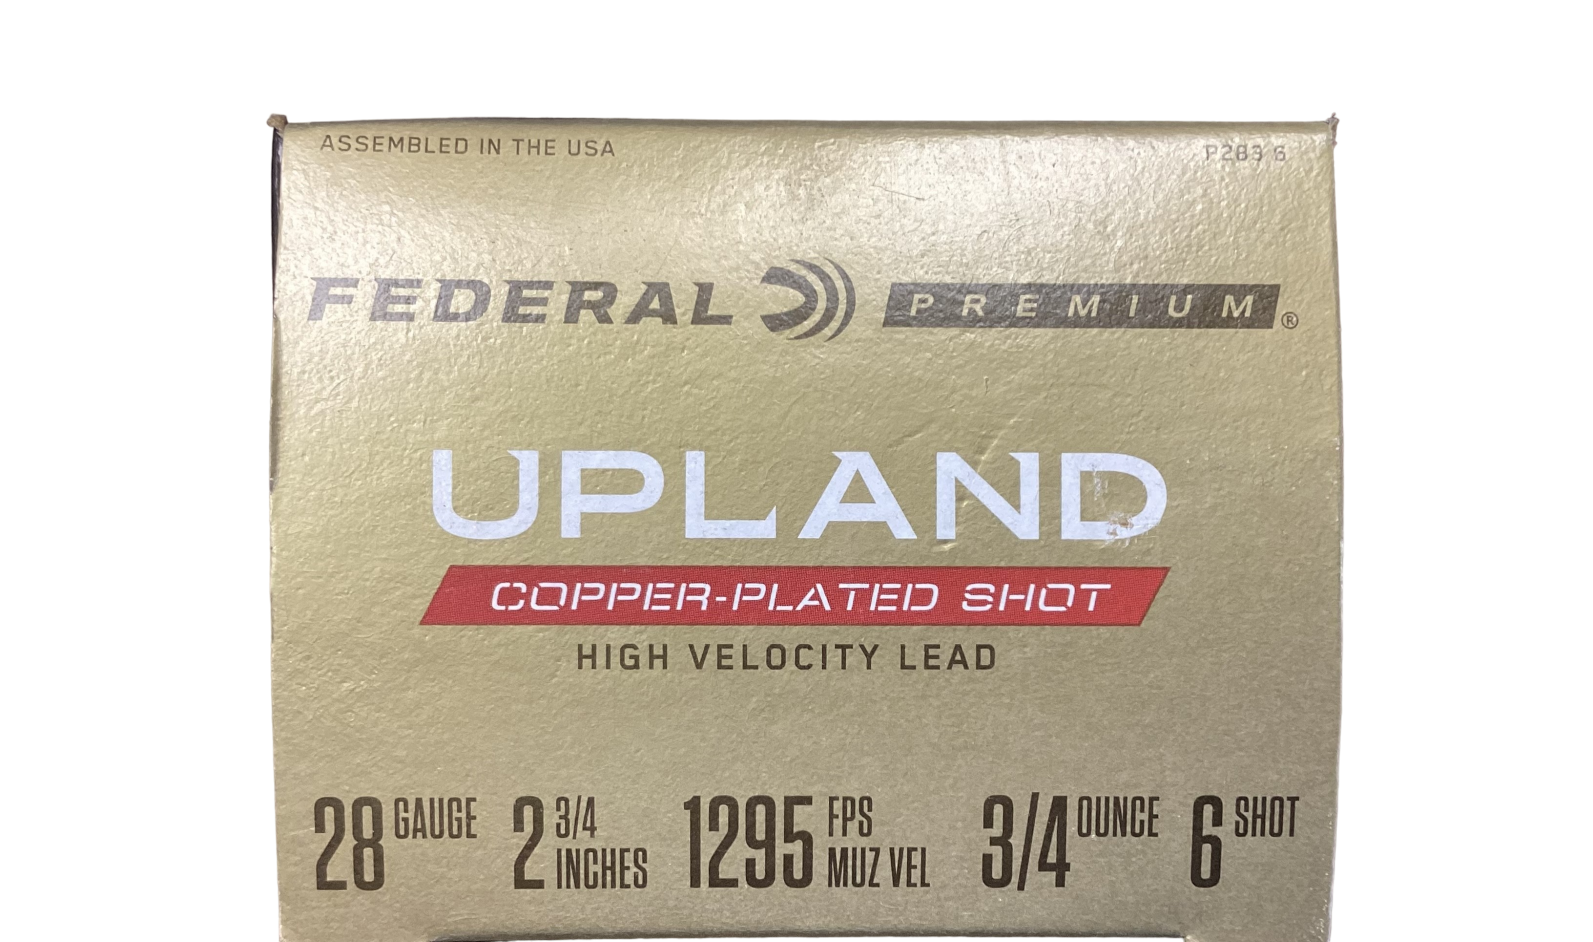 ASSEMBLED IN THE USA
P283 6
FEDERAL PREMIUM®
UPLAND
COPPER-PLATED SHOT
HIGH VELOCITY LEAD
28 GAUGE 2 3/4 INCHES 1295 FPS MUZ VEL 3/4 OUNCE 6 SHOT